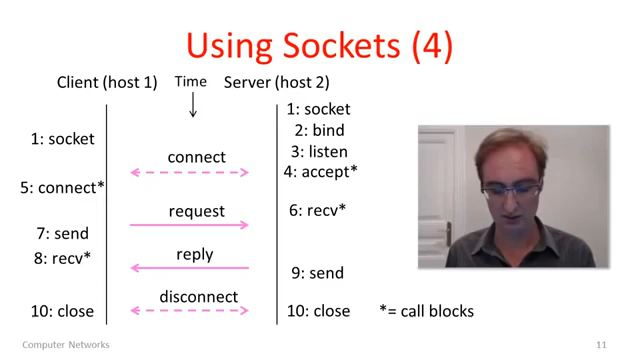 Using Sockets (4)
Client (host 1) Time Server (host 2)
1: socket
1: socket
2: bind
3: listen
4: accept*
connect
5: connect*
request
6: recv*
7: send
8: recv*
reply
9: send
disconnect
10: close
10: close
*= call blocks
Computer Networks
11